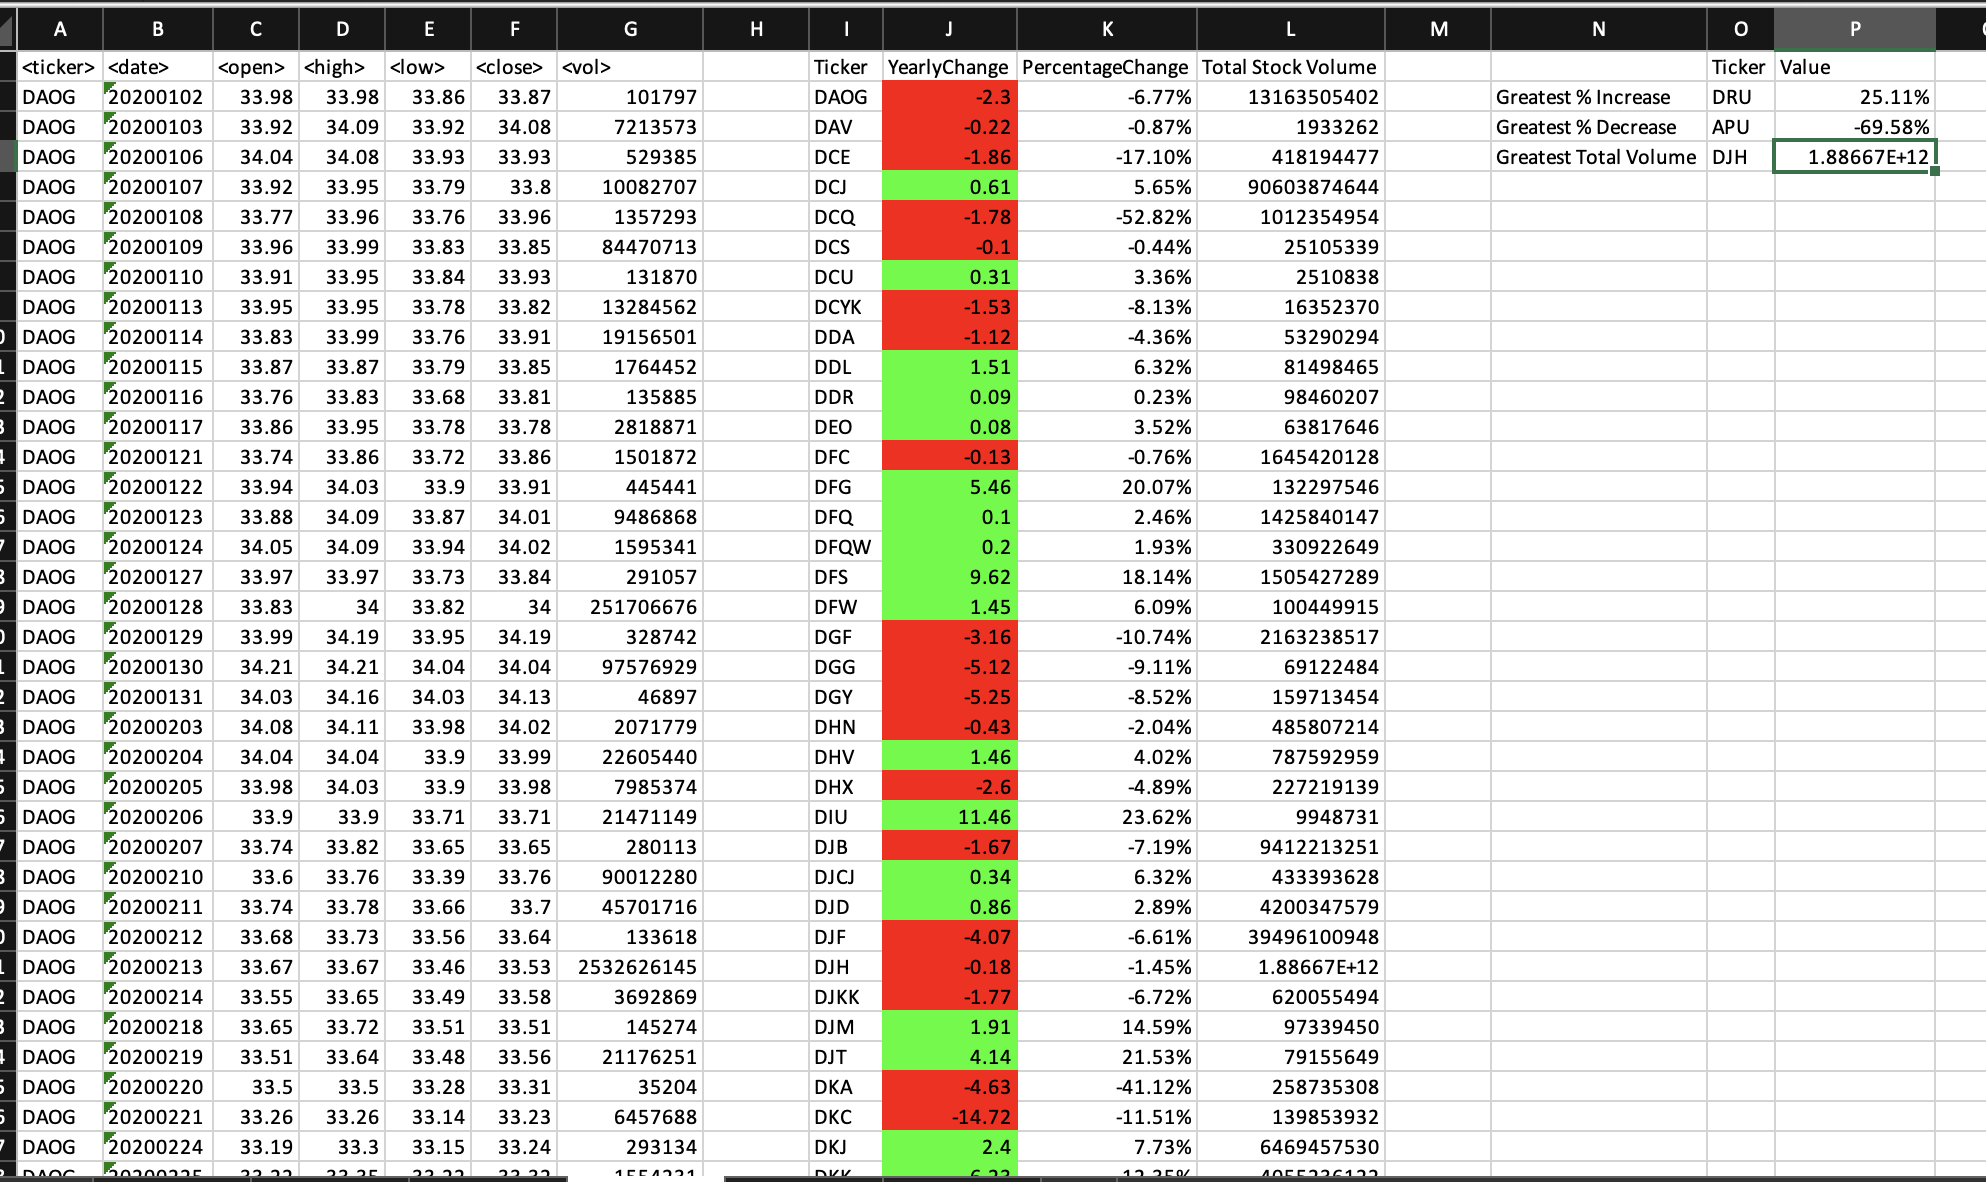 A B C D E F G H I J K L M N O P
<ticker> <date> <open> <high> <low> <close> <vol> Ticker YearlyChange PercentageChange Total Stock Volume Ticker Value
DAOG 20200102 33.98 33.98 33.86 33.87 101797 DAOG -2.3 -6.77% 13163505402 Greatest % Increase DRU 25.11%
DAOG 20200103 33.92 34.09 33.92 34.08 7213573 DAV -0.22 -0.87% 1933262 Greatest % Decrease APU -69.58%
DAOG 20200106 34.04 34.08 33.93 33.93 529385 DCE -1.86 -17.10% 418194477 Greatest Total Volume DJH 1.88667E+12
DAOG 20200107 33.92 33.95 33.79 33.8 10082707 DCJ 0.61 5.65% 90603874644
DAOG 20200108 33.77 33.96 33.76 33.96 1357293 DCQ -1.78 -52.82% 1012354954
DAOG 20200109 33.96 33.99 33.83 33.85 84470713 DCS -0.1 -0.44% 25105339
DAOG 20200110 33.91 33.95 33.84 33.93 131870 DCU 0.31 3.36% 2510838
DAOG 20200113 33.95 33.95 33.78 33.82 13284562 DCYK -1.53 -8.13% 16352370
DAOG 20200114 33.83 33.99 33.76 33.91 19156501 DDA -1.12 -4.36% 53290294
DAOG 20200115 33.87 33.87 33.79 33.85 1764452 DDL 1.51 6.32% 81498465
DAOG 20200116 33.76 33.83 33.68 33.81 135885 DDR 0.09 0.23% 98460207
DAOG 20200117 33.86 33.95 33.78 33.78 2818871 DEO 0.08 3.52% 63817646
DAOG 20200121 33.74 33.86 33.72 33.86 1501872 DFC -0.13 -0.76% 1645420128
DAOG 20200122 33.94 34.03 33.9 33.91 445441 DFG 5.46 20.07% 132297546
DAOG 20200123 33.88 34.09 33.87 34.01 9486868 DFQ 0.1 2.46% 1425840147
DAOG 20200124 34.05 34.09 33.94 34.02 1595341 DFQW 0.2 1.93% 330922649
DAOG 20200127 33.97 33.97 33.73 33.84 291057 DFS 9.62 18.14% 1505427289
DAOG 20200128 33.83 34 33.82 34 251706676 DFW 1.45 6.09% 100449915
DAOG 20200129 33.99 34.19 33.95 34.19 328742 DGF -3.16 -10.74% 2163238517
DAOG 20200130 34.21 34.21 34.04 34.04 97576929 DGG -5.12 -9.11% 69122484
DAOG 20200131 34.03 34.16 34.03 34.13 46897 DGY -5.25 -8.52% 159713454
DAOG 20200203 34.08 34.11 33.98 34.02 2071779 DHN -0.43 -2.04% 485807214
DAOG 20200204 34.04 34.04 33.9 33.99 22605440 DHV 1.46 4.02% 787592959
DAOG 20200205 33.98 34.03 33.9 33.98 7985374 DHX -2.6 -4.89% 227219139
DAOG 20200206 33.9 33.9 33.71 33.71 21471149 DIU 11.46 23.62% 9948731
DAOG 20200207 33.74 33.82 33.65 33.65 280113 DJB -1.67 -7.19% 9412213251
DAOG 20200210 33.6 33.76 33.39 33.76 90012280 DJCJ 0.34 6.32% 433393628
DAOG 20200211 33.74 33.78 33.66 33.7 45701716 DJD 0.86 2.89% 4200347579
DAOG 20200212 33.68 33.73 33.56 33.64 133618 DJF -4.07 -6.61% 39496100948
DAOG 20200213 33.67 33.67 33.46 33.53 2532626145 DJH -0.18 -1.45% 1.88667E+12
DAOG 20200214 33.55 33.65 33.49 33.58 3692869 DJKK -1.77 -6.72% 620055494
DAOG 20200218 33.65 33.72 33.51 33.51 145274 DJM 1.91 14.59% 97339450
DAOG 20200219 33.51 33.64 33.48 33.56 21176251 DJT 4.14 21.53% 79155649
DAOG 20200220 33.5 33.5 33.28 33.31 35204 DKA -4.63 -41.12% 258735308
DAOG 20200221 33.26 33.26 33.14 33.23 6457688 DKC -14.72 -11.51% 139853932
DAOG 20200224 33.19 33.3 33.15 33.24 293134 DKJ 2.4 7.73% 6469457530